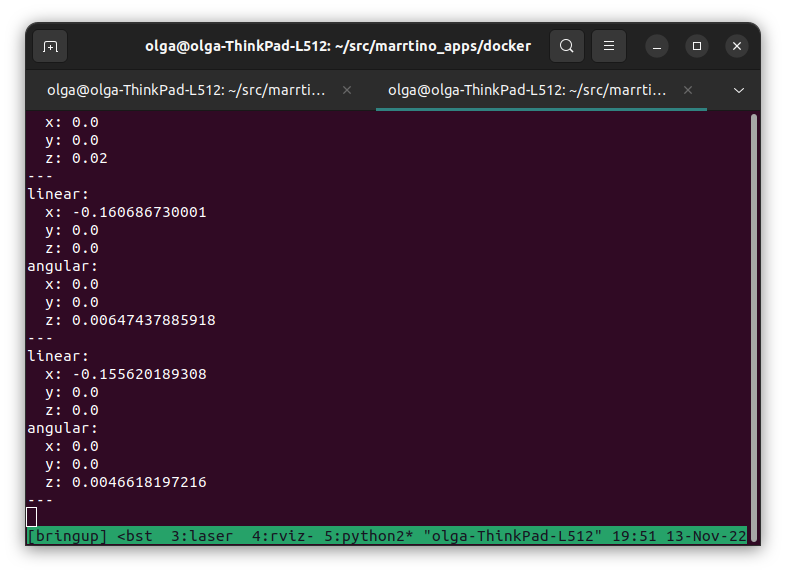 olga@olga-ThinkPad-L512: ~/src/marrtino_apps/docker
olga@olga-ThinkPad-L512: ~/src/marrti... olga@olga-ThinkPad-L512: ~/src/marrti...
  x: 0.0
  y: 0.0
  z: 0.02
---
linear:
  x: -0.160686730001
  y: 0.0
  z: 0.0
angular:
  x: 0.0
  y: 0.0
  z: 0.00647437885918
---
linear:
  x: -0.155620189308
  y: 0.0
  z: 0.0
angular:
  x: 0.0
  y: 0.0
  z: 0.0046618197216
---
[bringup] <bst  3:laser  4:rviz- 5:python2* "olga-ThinkPad-L512" 19:51 13-Nov-22